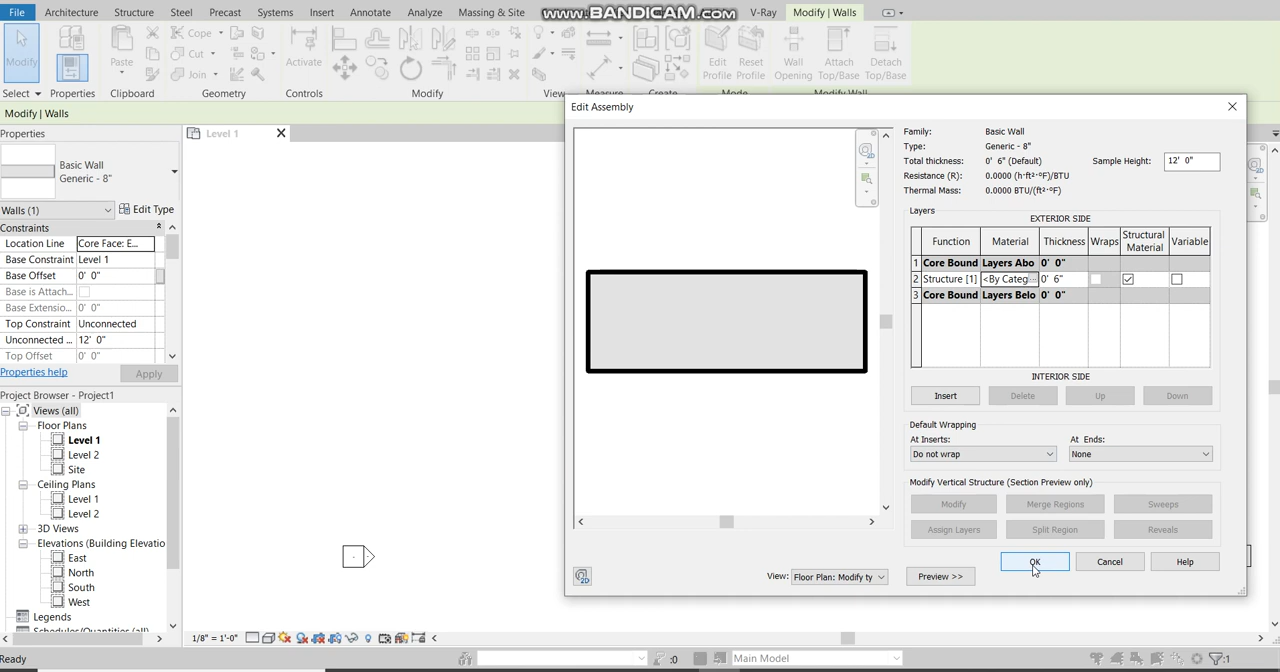 File Architecture Structure Steel Precast Systems Insert Annotate Analyze Massing & Site www.BANDICAM.com V-Ray Modify | Walls
Modify Cope Cut Join Paste Activate Edit Profile Reset Profile Wall Opening Attach Top/Base Detach Top/Base
Select Properties Clipboard Geometry Controls Modify View Measure Create Mode Modify Wall
Modify | Walls
Properties
Basic Wall
Generic - 8"
Walls (1) Edit Type
Constraints
Location Line Core Face: E...
Base Constraint Level 1
Base Offset 0' 0"
Base is Attach...
Base Extensio... 0' 0"
Top Constraint Unconnected
Unconnected ... 12' 0"
Top Offset 0' 0"
Properties help Apply
Project Browser - Project1
Views (all)
Floor Plans
Level 1
Level 2
Site
Ceiling Plans
Level 1
Level 2
3D Views
Elevations (Building Elevatio
East
North
South
West
Legends
Schedules/Quantities (all)
Level 1
Edit Assembly
Family: Basic Wall
Type: Generic - 8"
Total thickness: 0' 6" (Default) Sample Height: 12' 0"
Resistance (R): 0.0000 (h·ft²·°F)/BTU
Thermal Mass: 0.0000 BTU/(ft²·°F)
Layers
EXTERIOR SIDE
Function Material Thickness Wraps Structural Material Variable
1 Core Bound Layers Abo 0' 0"
2 Structure [1] <By Categ 0' 6"
3 Core Bound Layers Belo 0' 0"
INTERIOR SIDE
Insert Delete Up Down
Default Wrapping
At Inserts: At Ends:
Do not wrap None
Modify Vertical Structure (Section Preview only)
Modify Merge Regions Sweeps
Assign Layers Split Region Reveals
OK Cancel Help
View: Floor Plan: Modify ty Preview >>
1/8" = 1'-0"
Ready :0 Main Model :1